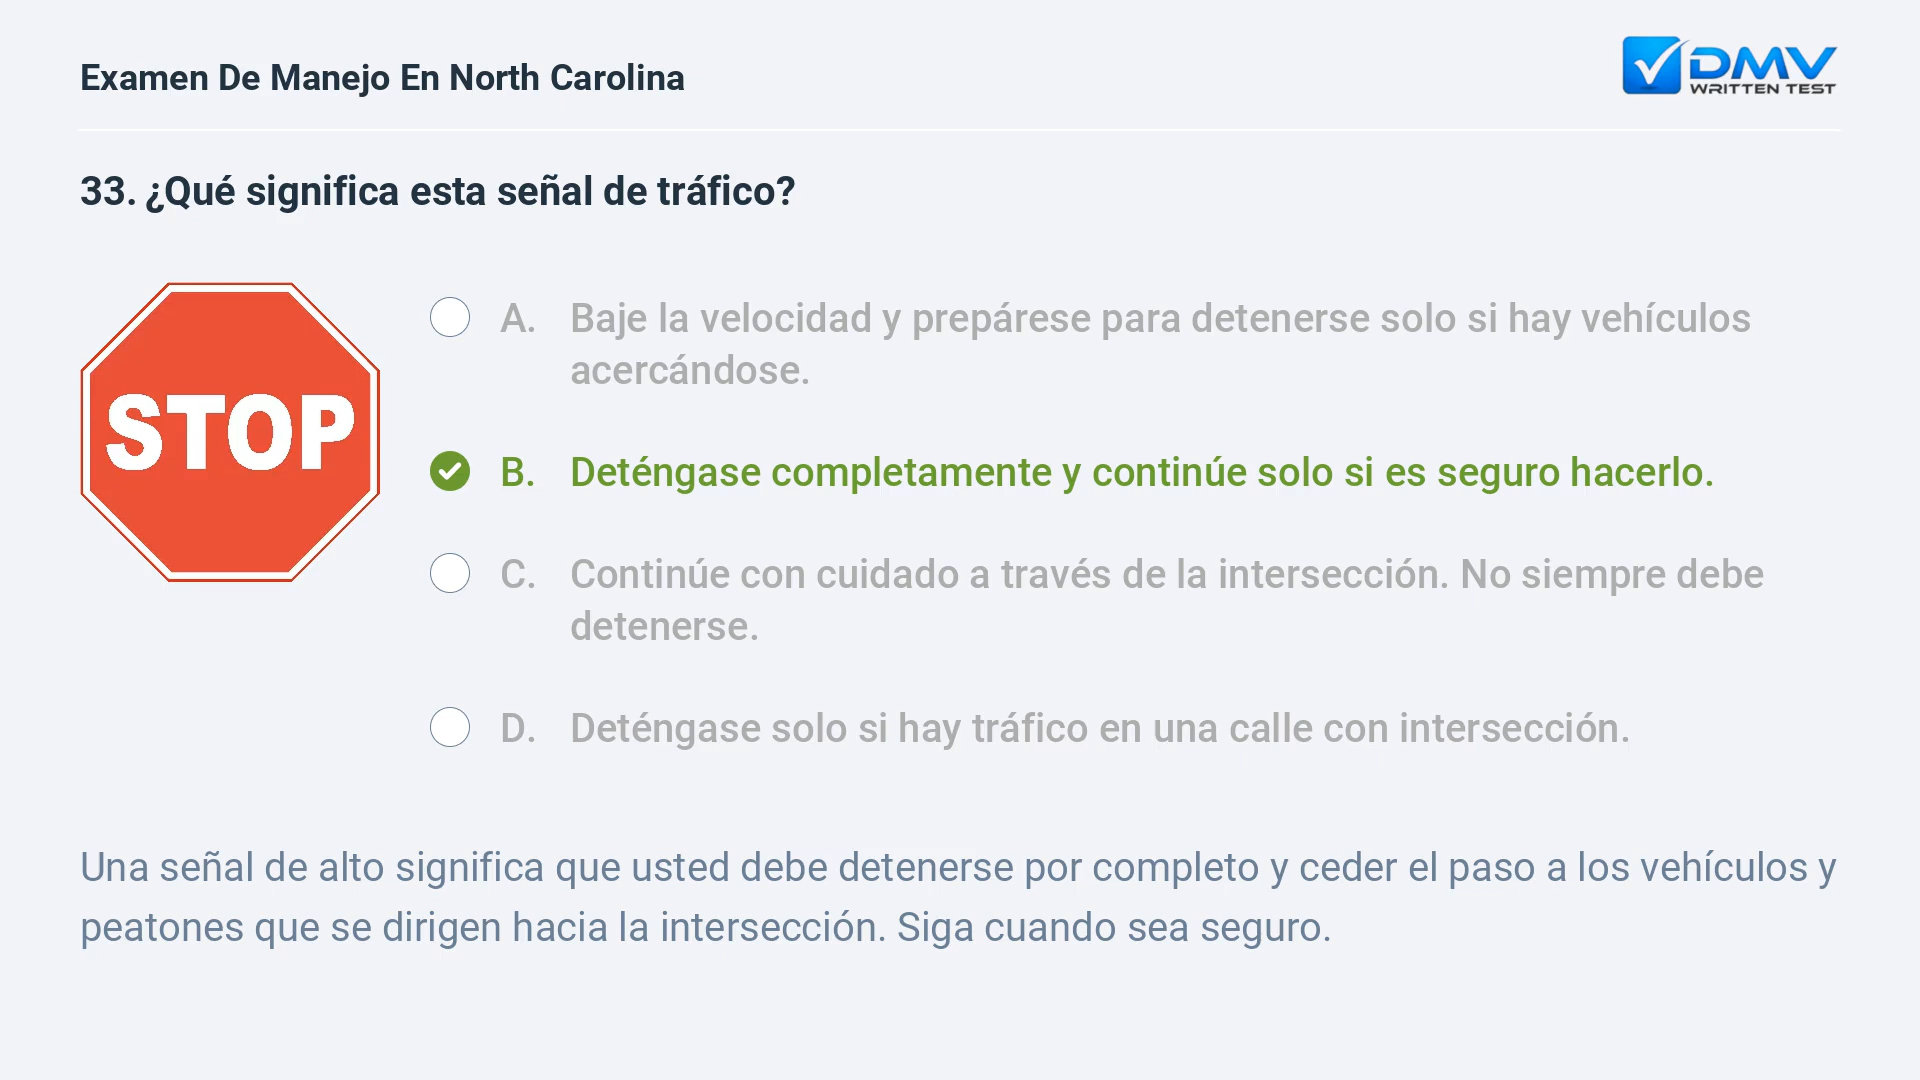 Examen De Manejo En North Carolina
DMV
WRITTEN TEST
33. ¿Qué significa esta señal de tráfico?
STOP
A. Baje la velocidad y prepárese para detenerse solo si hay vehículos
acercándose.
B. Deténgase completamente y continúe solo si es seguro hacerlo.
C. Continúe con cuidado a través de la intersección. No siempre debe
detenerse.
D. Deténgase solo si hay tráfico en una calle con intersección.
Una señal de alto significa que usted debe detenerse por completo y ceder el paso a los vehículos y
peatones que se dirigen hacia la intersección. Siga cuando sea seguro.